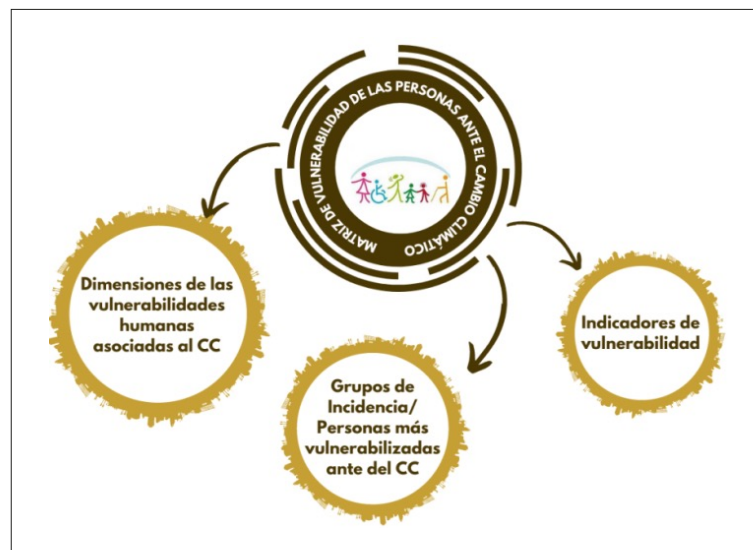 MATRIZ DE VULNERABILIDAD DE LAS PERSONAS ANTE EL CAMBIO CLIMÁTICO
Dimensiones de las
vulnerabilidades
humanas
asociadas al CC
Grupos de
Incidencia/
Personas más
vulnerabilizadas
ante del CC
Indicadores de
vulnerabilidad